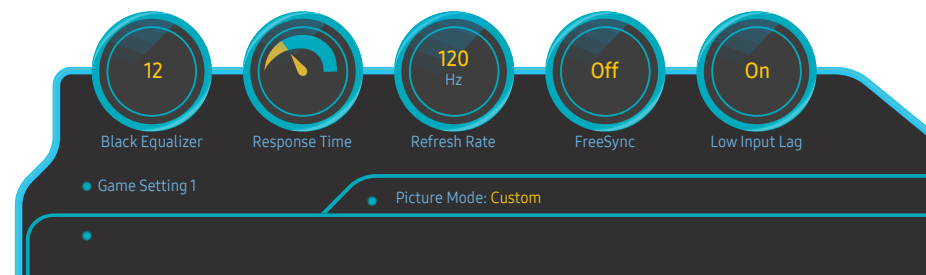 12
120
Hz
Off
On
Black Equalizer
Response Time
Refresh Rate
FreeSync
Low Input Lag
Game Setting 1
Picture Mode: Custom